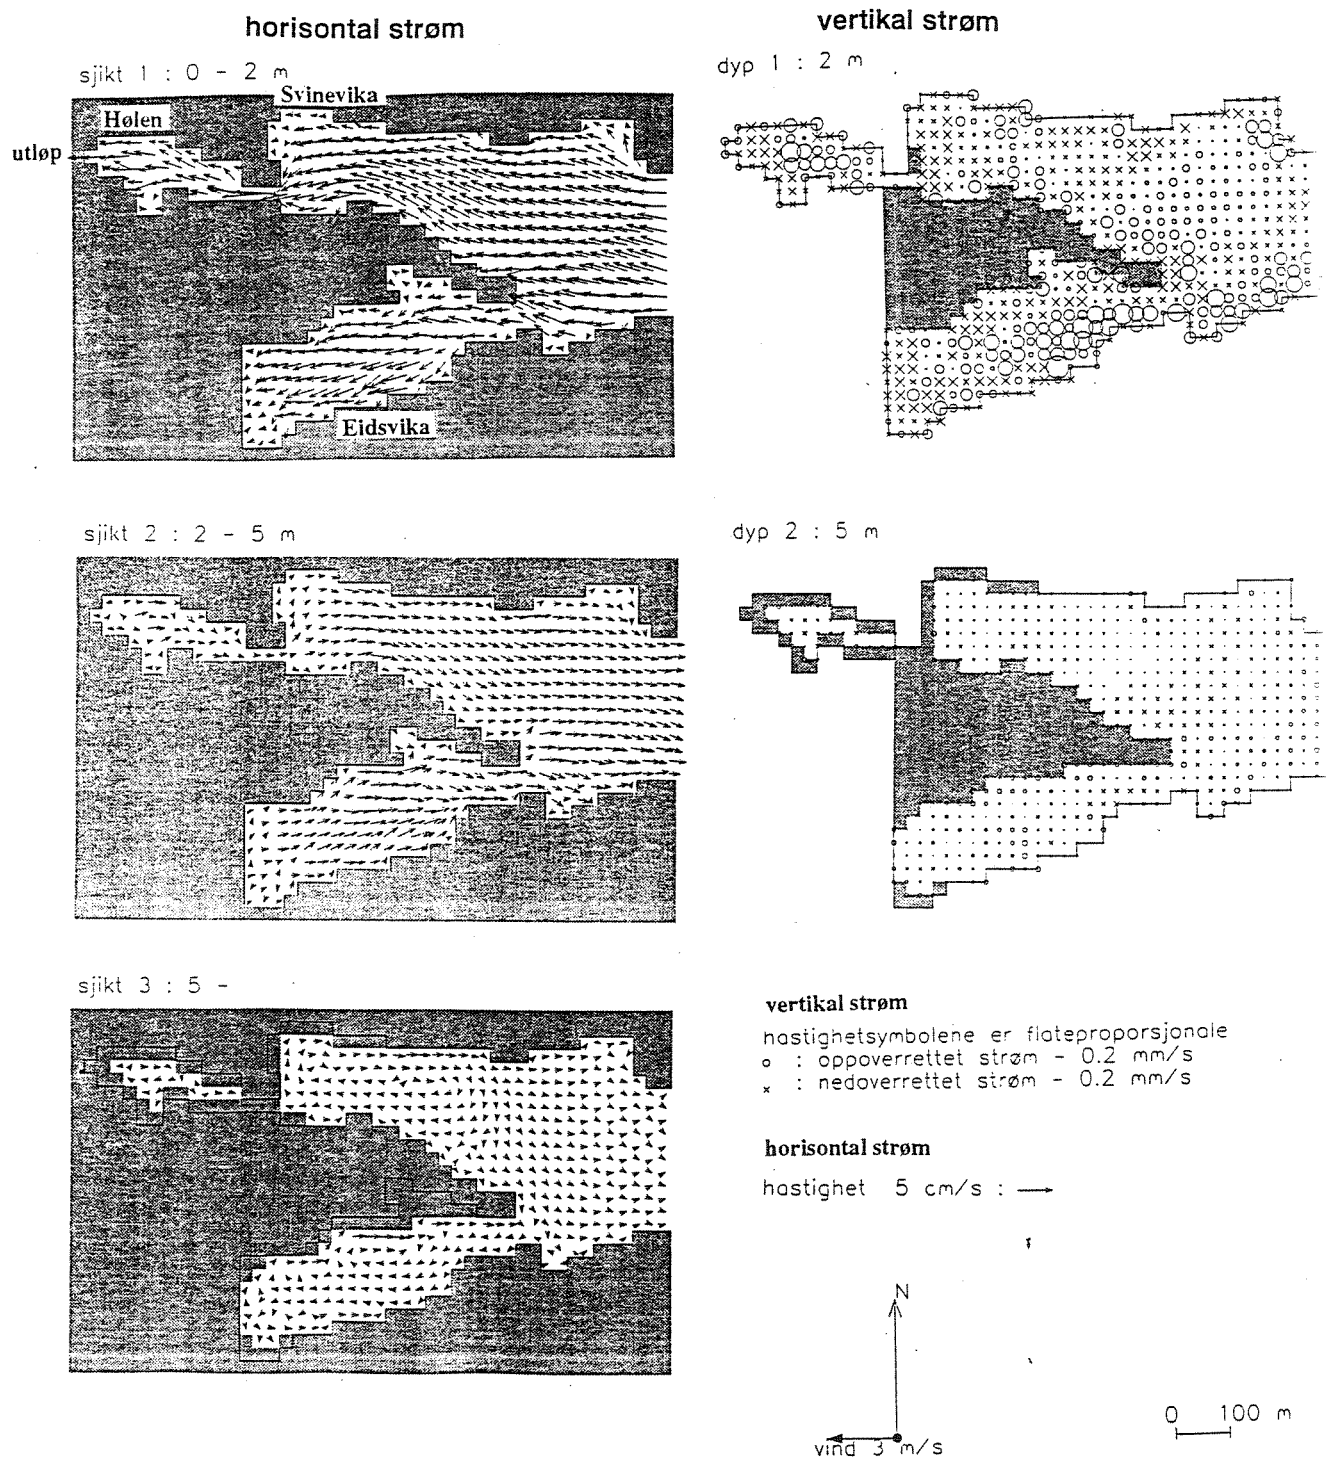 horisontal strøm
vertikal strøm
sjikt 1 : 0 - 2 m
dyp 1 : 2 m
Svinevika
Hølen
utløp
Eidsvika
sjikt 2 : 2 - 5 m
dyp 2 : 5 m
sjikt 3 : 5 -
vertikal strøm
hastighetsymbolene er flateproporsjonale
o : oppoverrettet strøm - 0.2 mm/s
x : nedoverrettet strøm - 0.2 mm/s
horisontal strøm
hastighet 5 cm/s :
N
vind 3 m/s
0 100 m